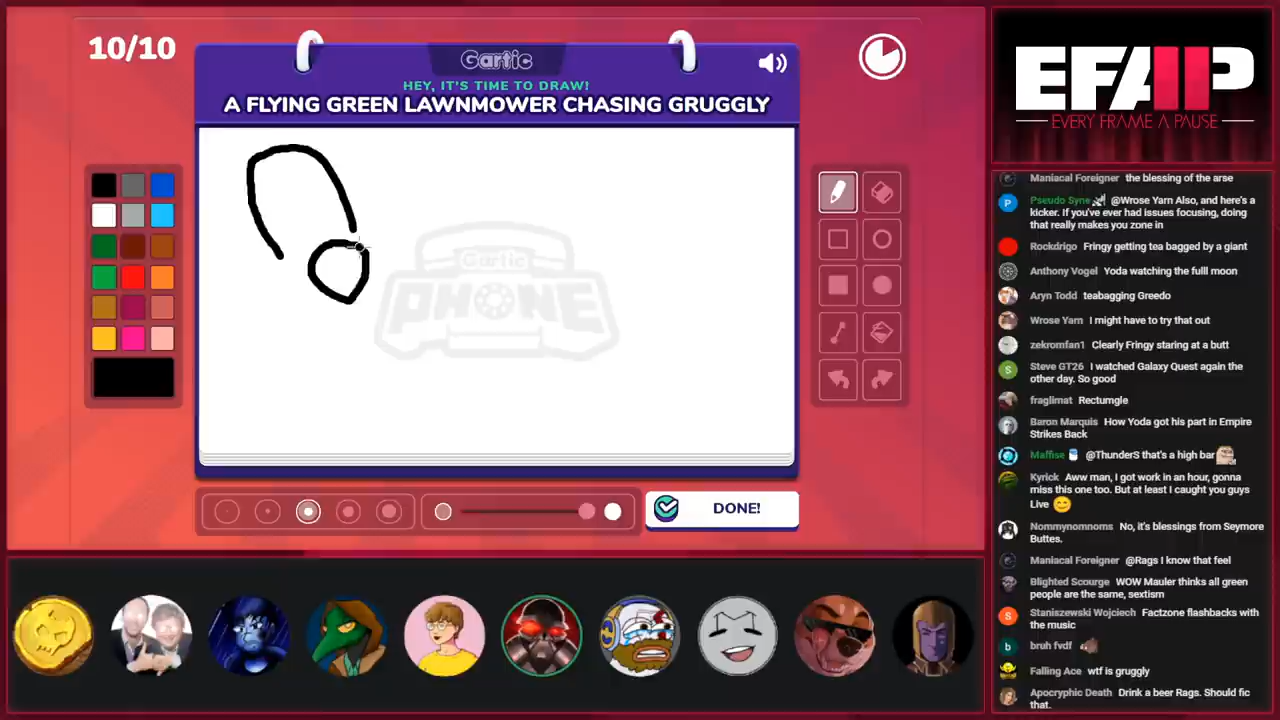 10/10
Gartic
HEY, IT'S TIME TO DRAW!
A FLYING GREEN LAWNMOWER CHASING GRUGGLY
Gartic
PHONE
DONE!
EFAP
EVERY FRAME A PAUSE
Maniacal Foreigner the blessing of the arse
Pseudo Syne @Wrose Yarn Also, and here's a
kicker. If you've ever had issues focusing, doing
that really makes you zone in
Rockdrigo Fringy getting tea bagged by a giant
Anthony Vogel Yoda watching the fulll moon
Aryn Todd teabagging Greedo
Wrose Yarn I might have to try that out
zekromfan1 Clearly Fringy staring at a butt
Steve GT26 I watched Galaxy Quest again the
other day. So good
fraglimat Rectumgle
Baron Marquis How Yoda got his part in Empire
Strikes Back
Maffise @ThunderS that's a high bar
Kyrick Aww man, I got work in an hour, gonna
miss this one too. But at least I caught you guys
Live
Nommynomnoms No, it's blessings from Seymore
Buttes.
Maniacal Foreigner @Rags I know that feel
Blighted Scourge WOW Mauler thinks all green
people are the same, sextism
Staniszewski Wojciech Factzone flashbacks with
the music
bruh fvdf
Falling Ace wtf is gruggly
Apocryphic Death Drink a beer Rags. Should fic
that.